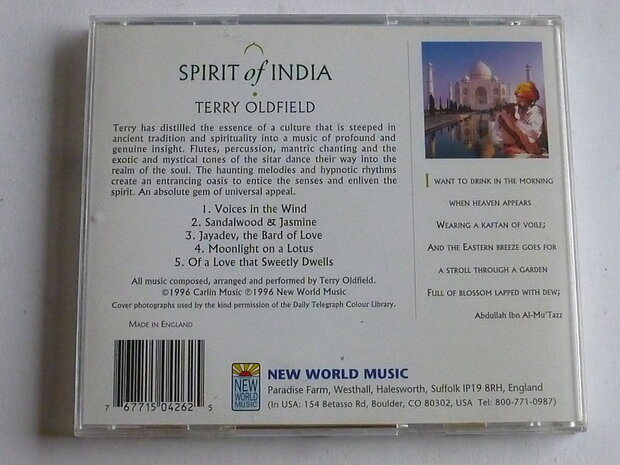 SPIRIT of INDIA
TERRY OLDFIELD
Terry has distilled the essence of a culture that is steeped in
ancient tradition and spirituality into a music of profound and
genuine insight. Flutes, percussion, mantric chanting and the
exotic and mystical tones of the sitar dance their way into the
realm of the soul. The haunting melodies and hypnotic rhythms
create an entrancing oasis to entice the senses and enliven the
spirit. An absolute gem of universal appeal.
1. Voices in the Wind
2. Sandalwood & Jasmine
3. Jayadev, the Bard of Love
4. Moonlight on a Lotus
5. Of a Love that Sweetly Dwells
All music composed, arranged and performed by Terry Oldfield.
©1996 Carlin Music ℗1996 New World Music
Cover photographs used by the kind permission of the Daily Telegraph Colour Library.
MADE IN ENGLAND
I WANT TO DRINK IN THE MORNING
WHEN HEAVEN APPEARS
WEARING A KAFTAN OF VOILE;
AND THE EASTERN BREEZE GOES FOR
A STROLL THROUGH A GARDEN
FULL OF BLOSSOM LAPPED WITH DEW;
Abdullah Ibn Al-Mu'Tazz
7 67715 04262 5
NEW
WORLD
MUSIC
NEW WORLD MUSIC
Paradise Farm, Westhall, Halesworth, Suffolk IP19 8RH, England
(In USA: 154 Betasso Rd, Boulder, CO 80302, USA Tel: 800-771-0987)